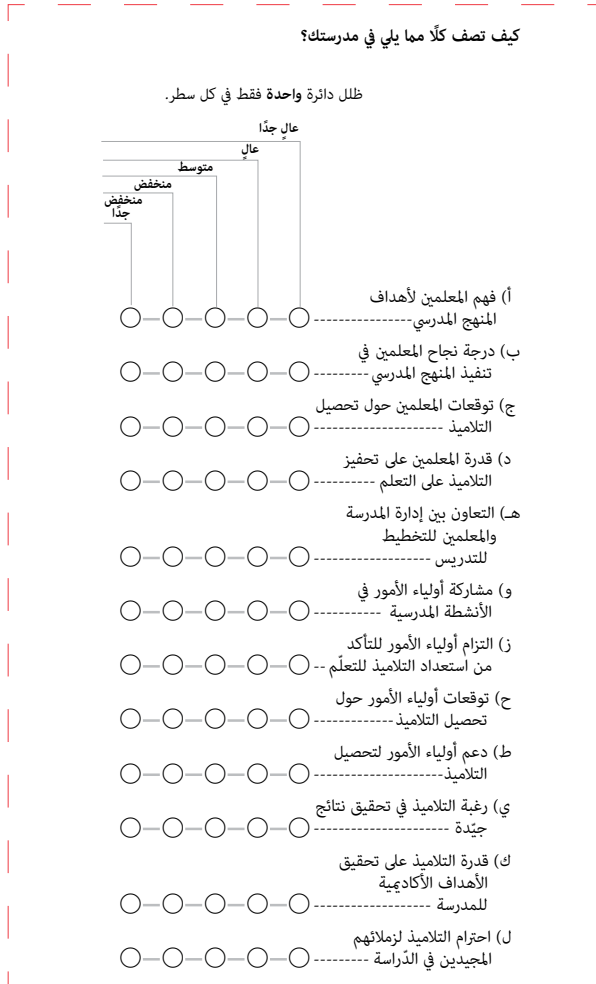 كيف تصف كلًا مما يلي في مدرستك؟
ظلل دائرة واحدة فقط في كل سطر.
عالٍ جدًا
عالٍ
متوسط
منخفض
منخفض
جدًا
أ) فهم المعلمين لأهداف
المنهج المدرسي
ب) درجة نجاح المعلمين في
تنفيذ المنهج المدرسي
ج) توقعات المعلمين حول تحصيل
التلاميذ
د) قدرة المعلمين على تحفيز
التلاميذ على التعلم
هـ) التعاون بين إدارة المدرسة
والمعلمين للتخطيط
للتدريس
و) مشاركة أولياء الأمور في
الأنشطة المدرسية
ز) التزام أولياء الأمور للتأكد
من استعداد التلاميذ للتعلّم
ح) توقعات أولياء الأمور حول
تحصيل التلاميذ
ط) دعم أولياء الأمور لتحصيل
التلاميذ
ي) رغبة التلاميذ في تحقيق نتائج
جيّدة
ك) قدرة التلاميذ على تحقيق
الأهداف الأكاديمية
للمدرسة
ل) احترام التلاميذ لزملائهم
المجيدين في الدّراسة